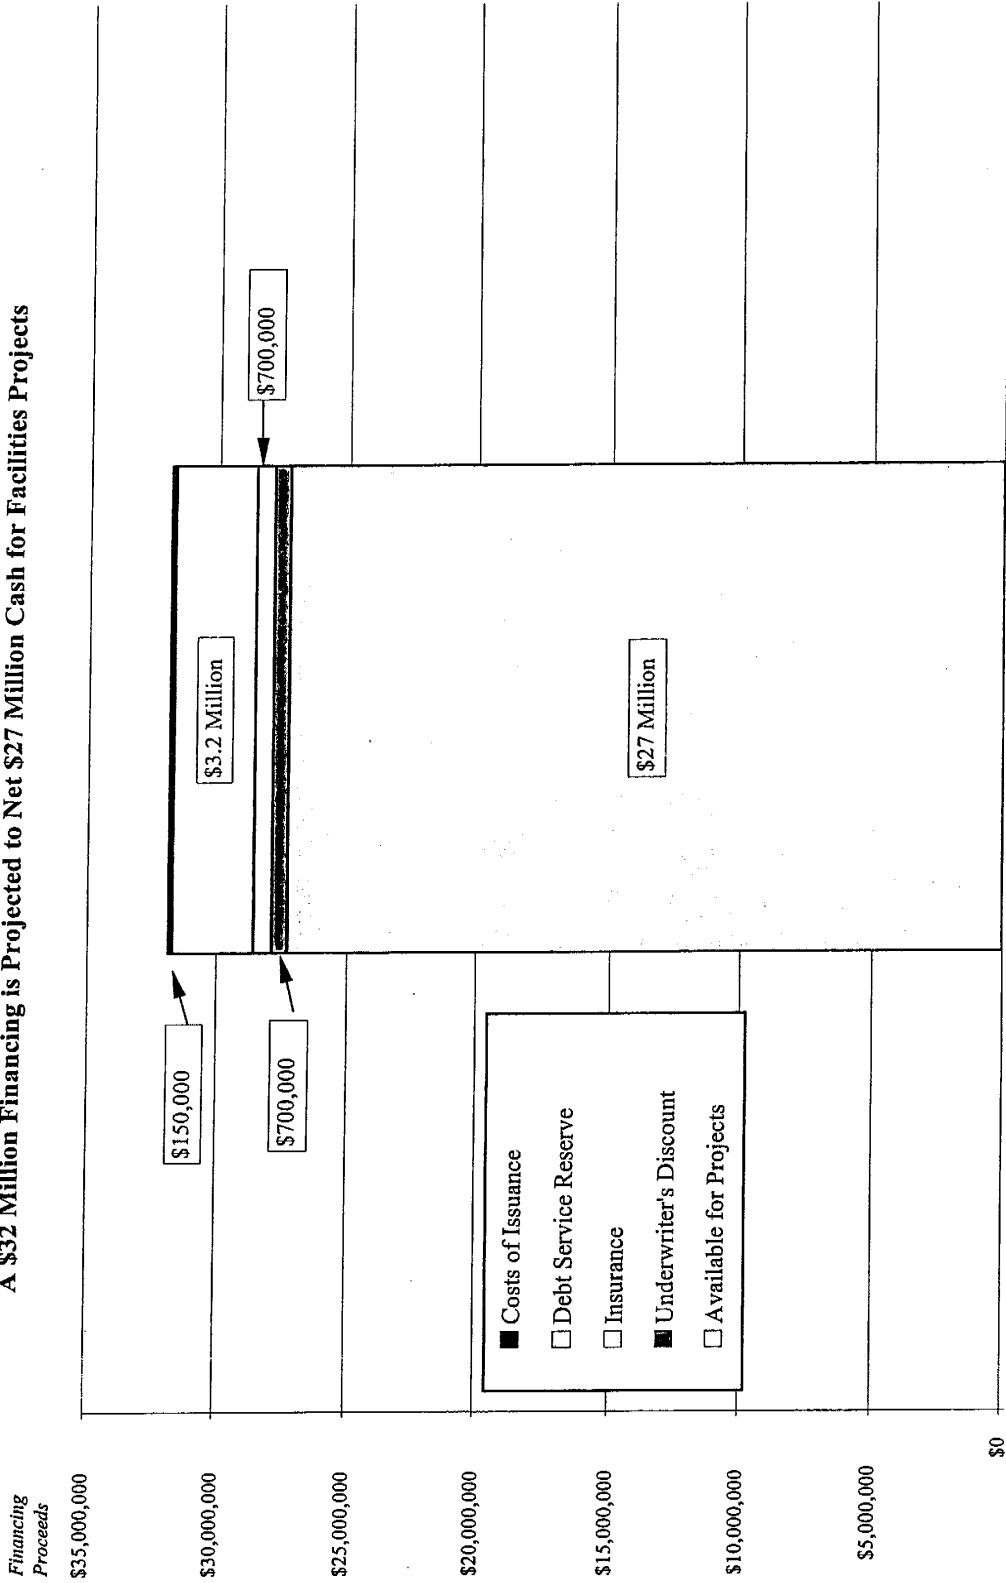 A $32 Million Financing is Projected to Net $27 Million Cash for Facilities Projects
Financing
Proceeds
$35,000,000
$30,000,000
$25,000,000
$20,000,000
$15,000,000
$10,000,000
$5,000,000
$0
$150,000
$3.2 Million
$700,000
$700,000
$27 Million
Costs of Issuance
Debt Service Reserve
Insurance
Underwriter's Discount
Available for Projects